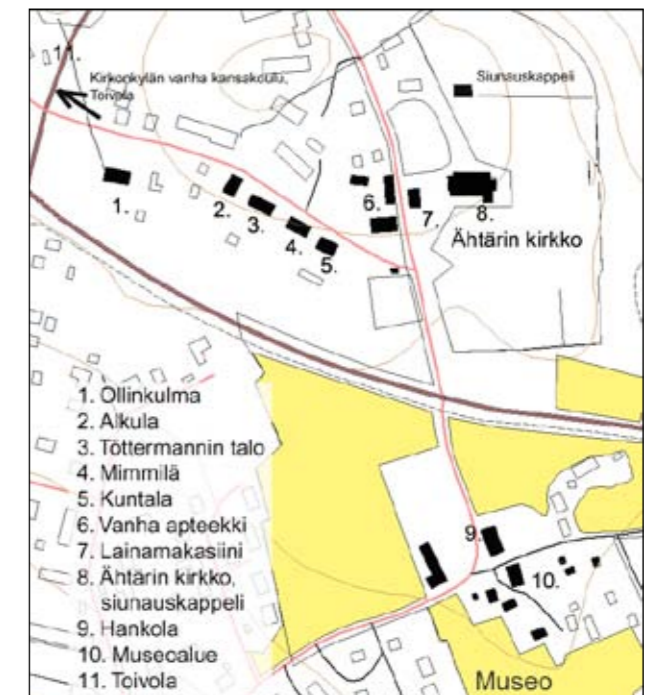 11.
Kirkonkylän vanha kansakoulu,
Toivola
Siunauskappeli
1.
2.
3.
4.
5.
6.
7.
8.
Ähtärin kirkko
1. Ollinkulma
2. Alkula
3. Töttermannin talo
4. Mimmilä
5. Kuntala
6. Vanha apteekki
7. Lainamakasiini
8. Ähtärin kirkko,
siunauskappeli
9. Hankola
10. Museoalue
11. Toivola
9.
10.
Museo